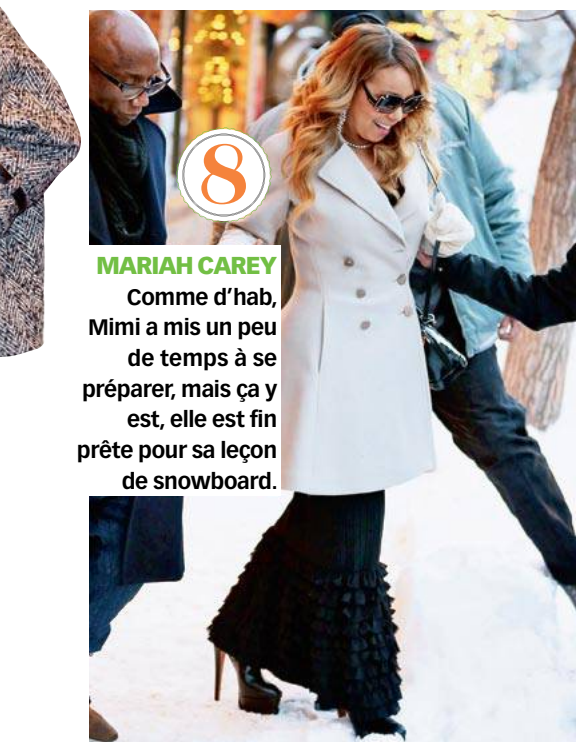 8
MARIAH CAREY
Comme d'hab,
Mimi a mis un peu
de temps à se
préparer, mais ça y
est, elle est fin
prête pour sa leçon
de snowboard.